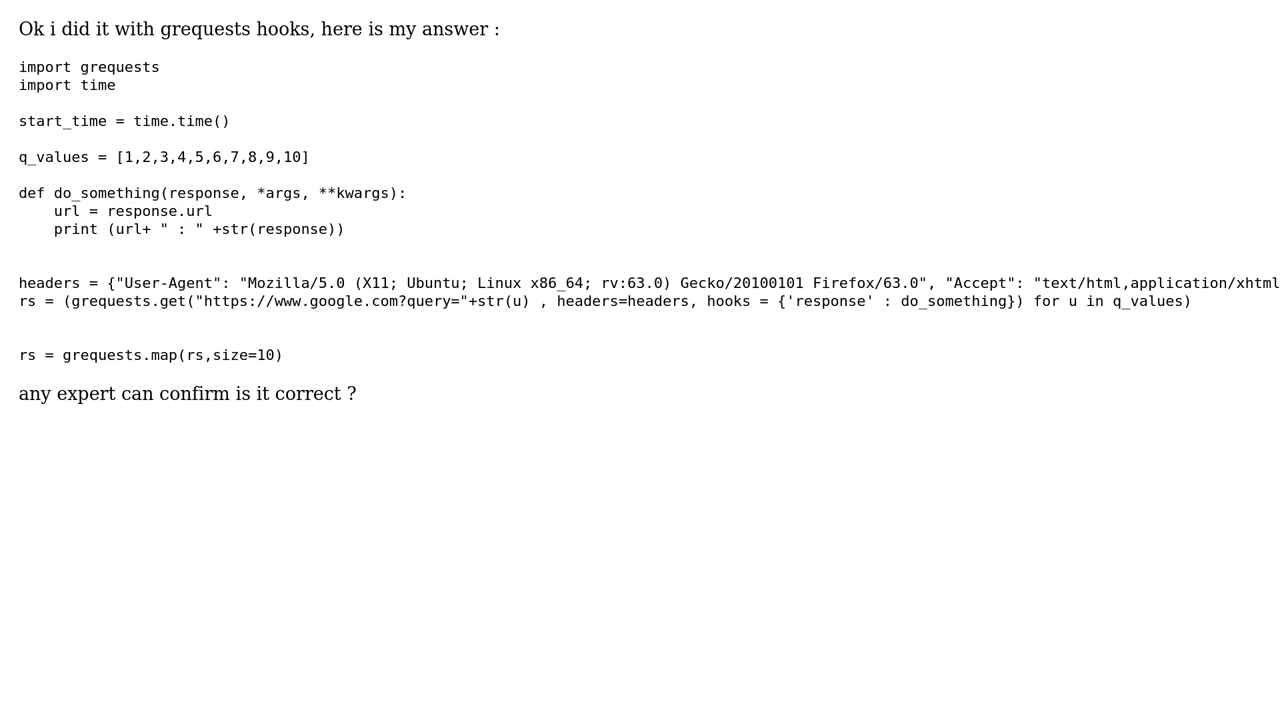 Ok i did it with grequests hooks, here is my answer :
import grequests
import time
start_time = time.time()
q_values = [1,2,3,4,5,6,7,8,9,10]
def do_something(response, *args, **kwargs):
    url = response.url
    print (url+ " : " +str(response))
headers = {"User-Agent": "Mozilla/5.0 (X11; Ubuntu; Linux x86_64; rv:63.0) Gecko/20100101 Firefox/63.0", "Accept": "text/html,application/xhtml
rs = (grequests.get("https://www.google.com?query="+str(u) , headers=headers, hooks = {'response' : do_something}) for u in q_values)
rs = grequests.map(rs,size=10)
any expert can confirm is it correct ?